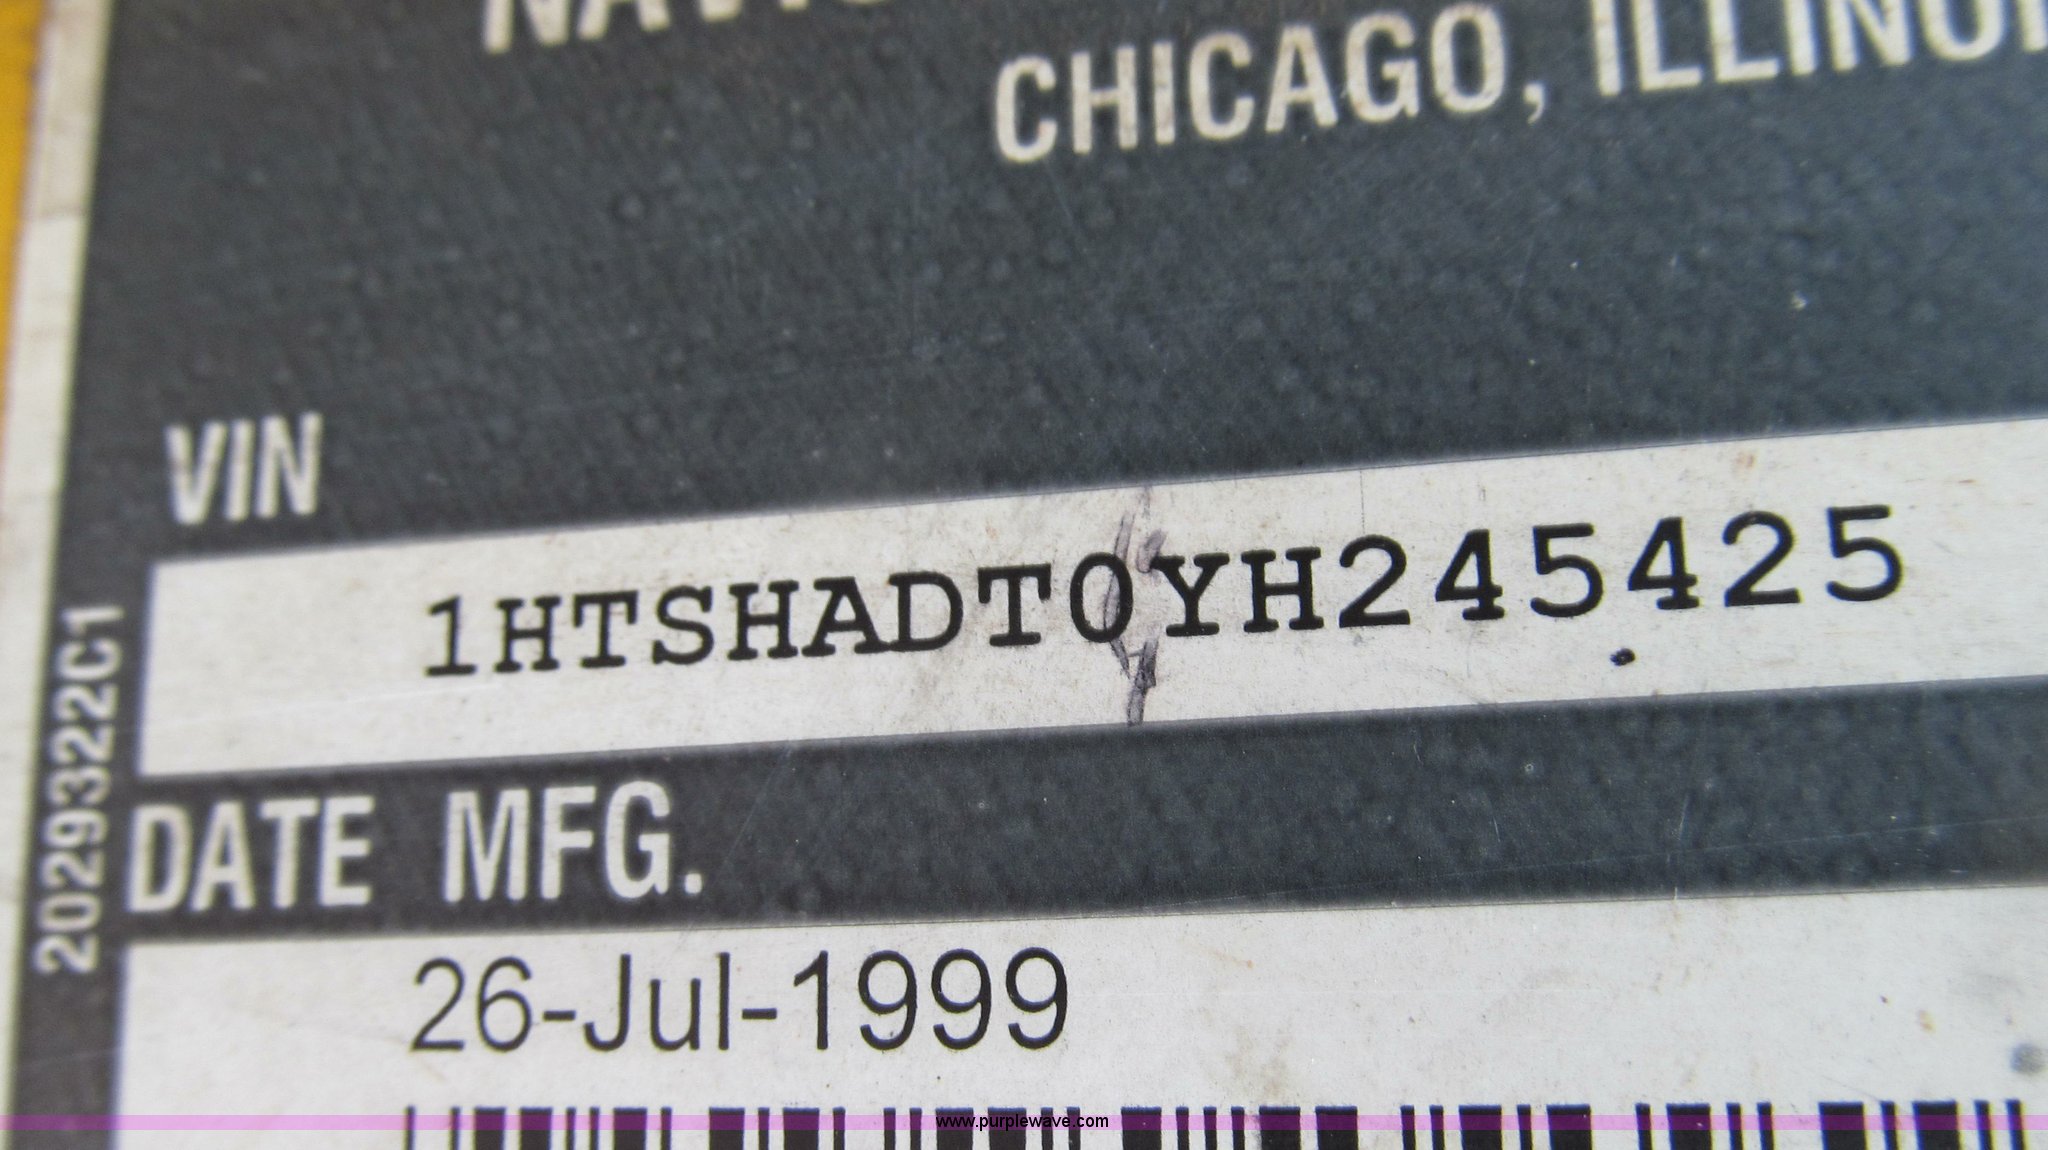 CHICAGO, ILLINOI
VIN
1HTSHADT0YH245425
2029322C1
DATE MFG.
26-Jul-1999
www.purplewave.com